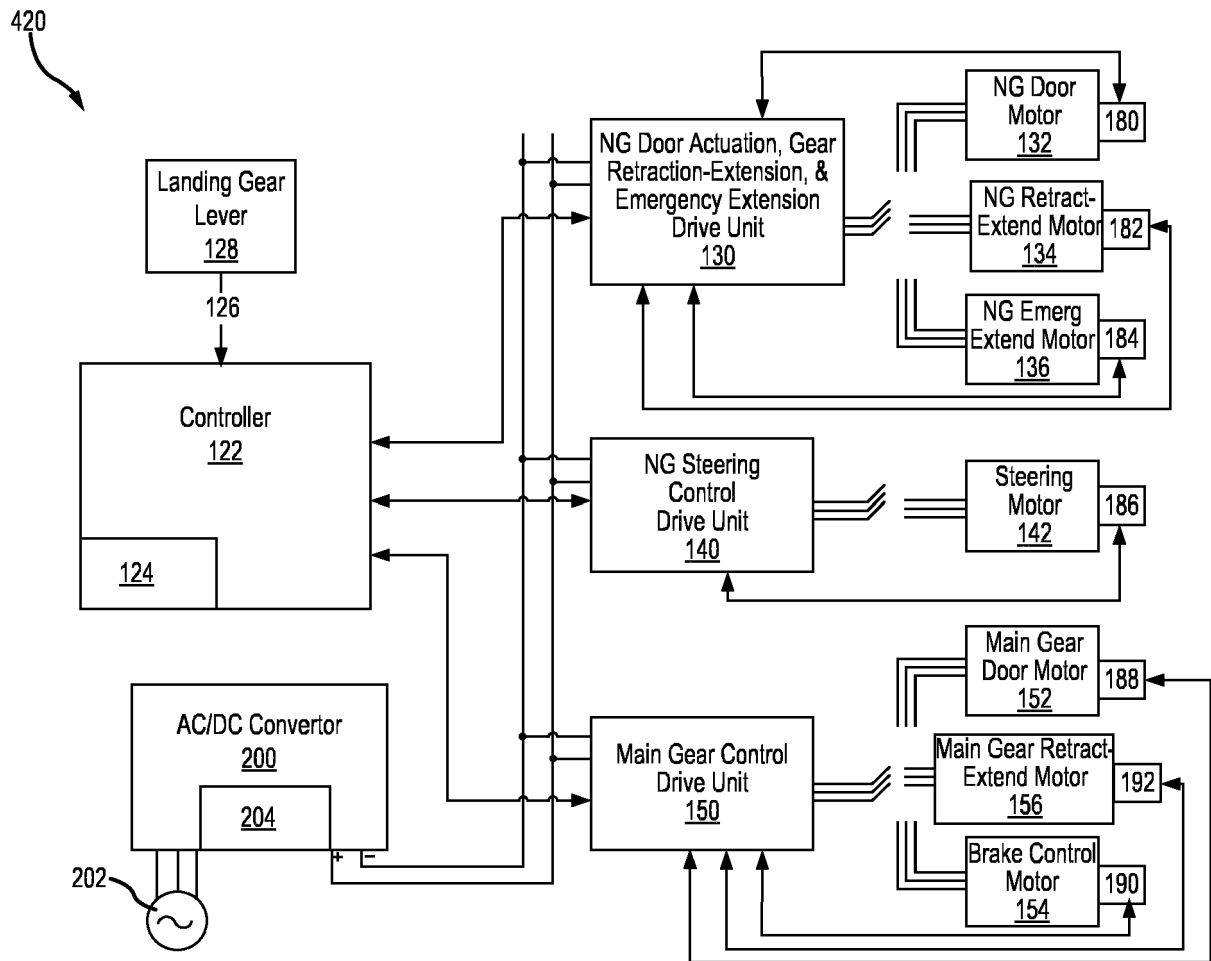 420
Landing Gear
Lever
128
126
Controller
122
124
AC/DC Convertor
200
204
+ −
202
NG Door Actuation, Gear
Retraction-Extension, &
Emergency Extension
Drive Unit
130
NG Door
Motor
132
180
NG Retract-
Extend Motor
134
182
NG Emerg
Extend Motor
136
184
NG Steering
Control
Drive Unit
140
Steering
Motor
142
186
Main Gear Control
Drive Unit
150
Main Gear
Door Motor
152
188
Main Gear Retract-
Extend Motor
156
192
Brake Control
Motor
154
190